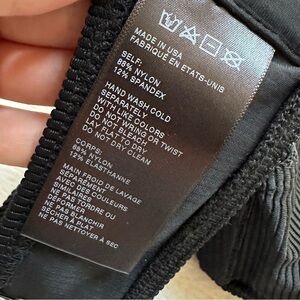 MADE IN USA
FABRIQUÉ EN ETATS-UNIS
SELF:
88% NYLON
12% SPANDEX
HAND WASH COLD
SEPARATELY
WITH LIKE COLORS
DO NOT WRING OR TWIST
DO NOT BLEACH
LAY FLAT TO DRY
DO NOT DRY CLEAN
CORPS:
88% NYLON
12% ELASTHANNE
MAIN FROID DE LAVAGE
SÉPARÉMENT
AVEC DES COULEURS
SIMILAIRES
NE PAS TORDRE OU
NE PAS BLANCHIR
SÉCHER À PLAT
NE PAS NETTOYER À SEC